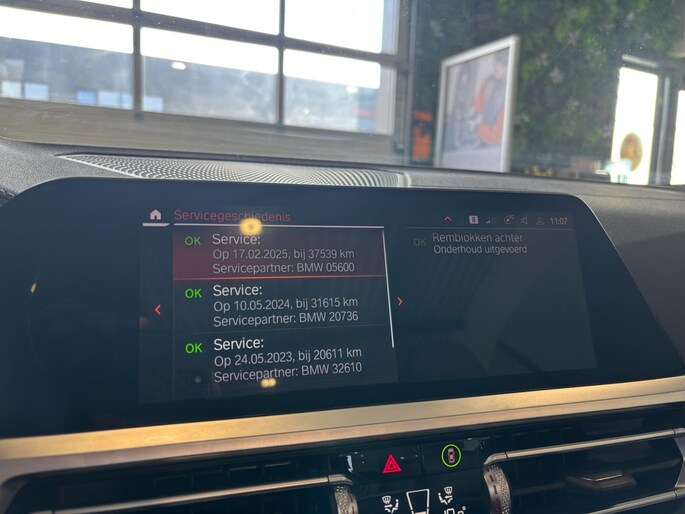 Servicegeschiedenis
11:07
OK Service:
Op 17.02.2025, bij 37539 km
Servicepartner: BMW 05600
OK Service:
Op 10.05.2024, bij 31615 km
Servicepartner: BMW 20736
OK Service:
Op 24.05.2023, bij 20611 km
Servicepartner: BMW 32610
OK Remblokken achter
Onderhoud uitgevoerd